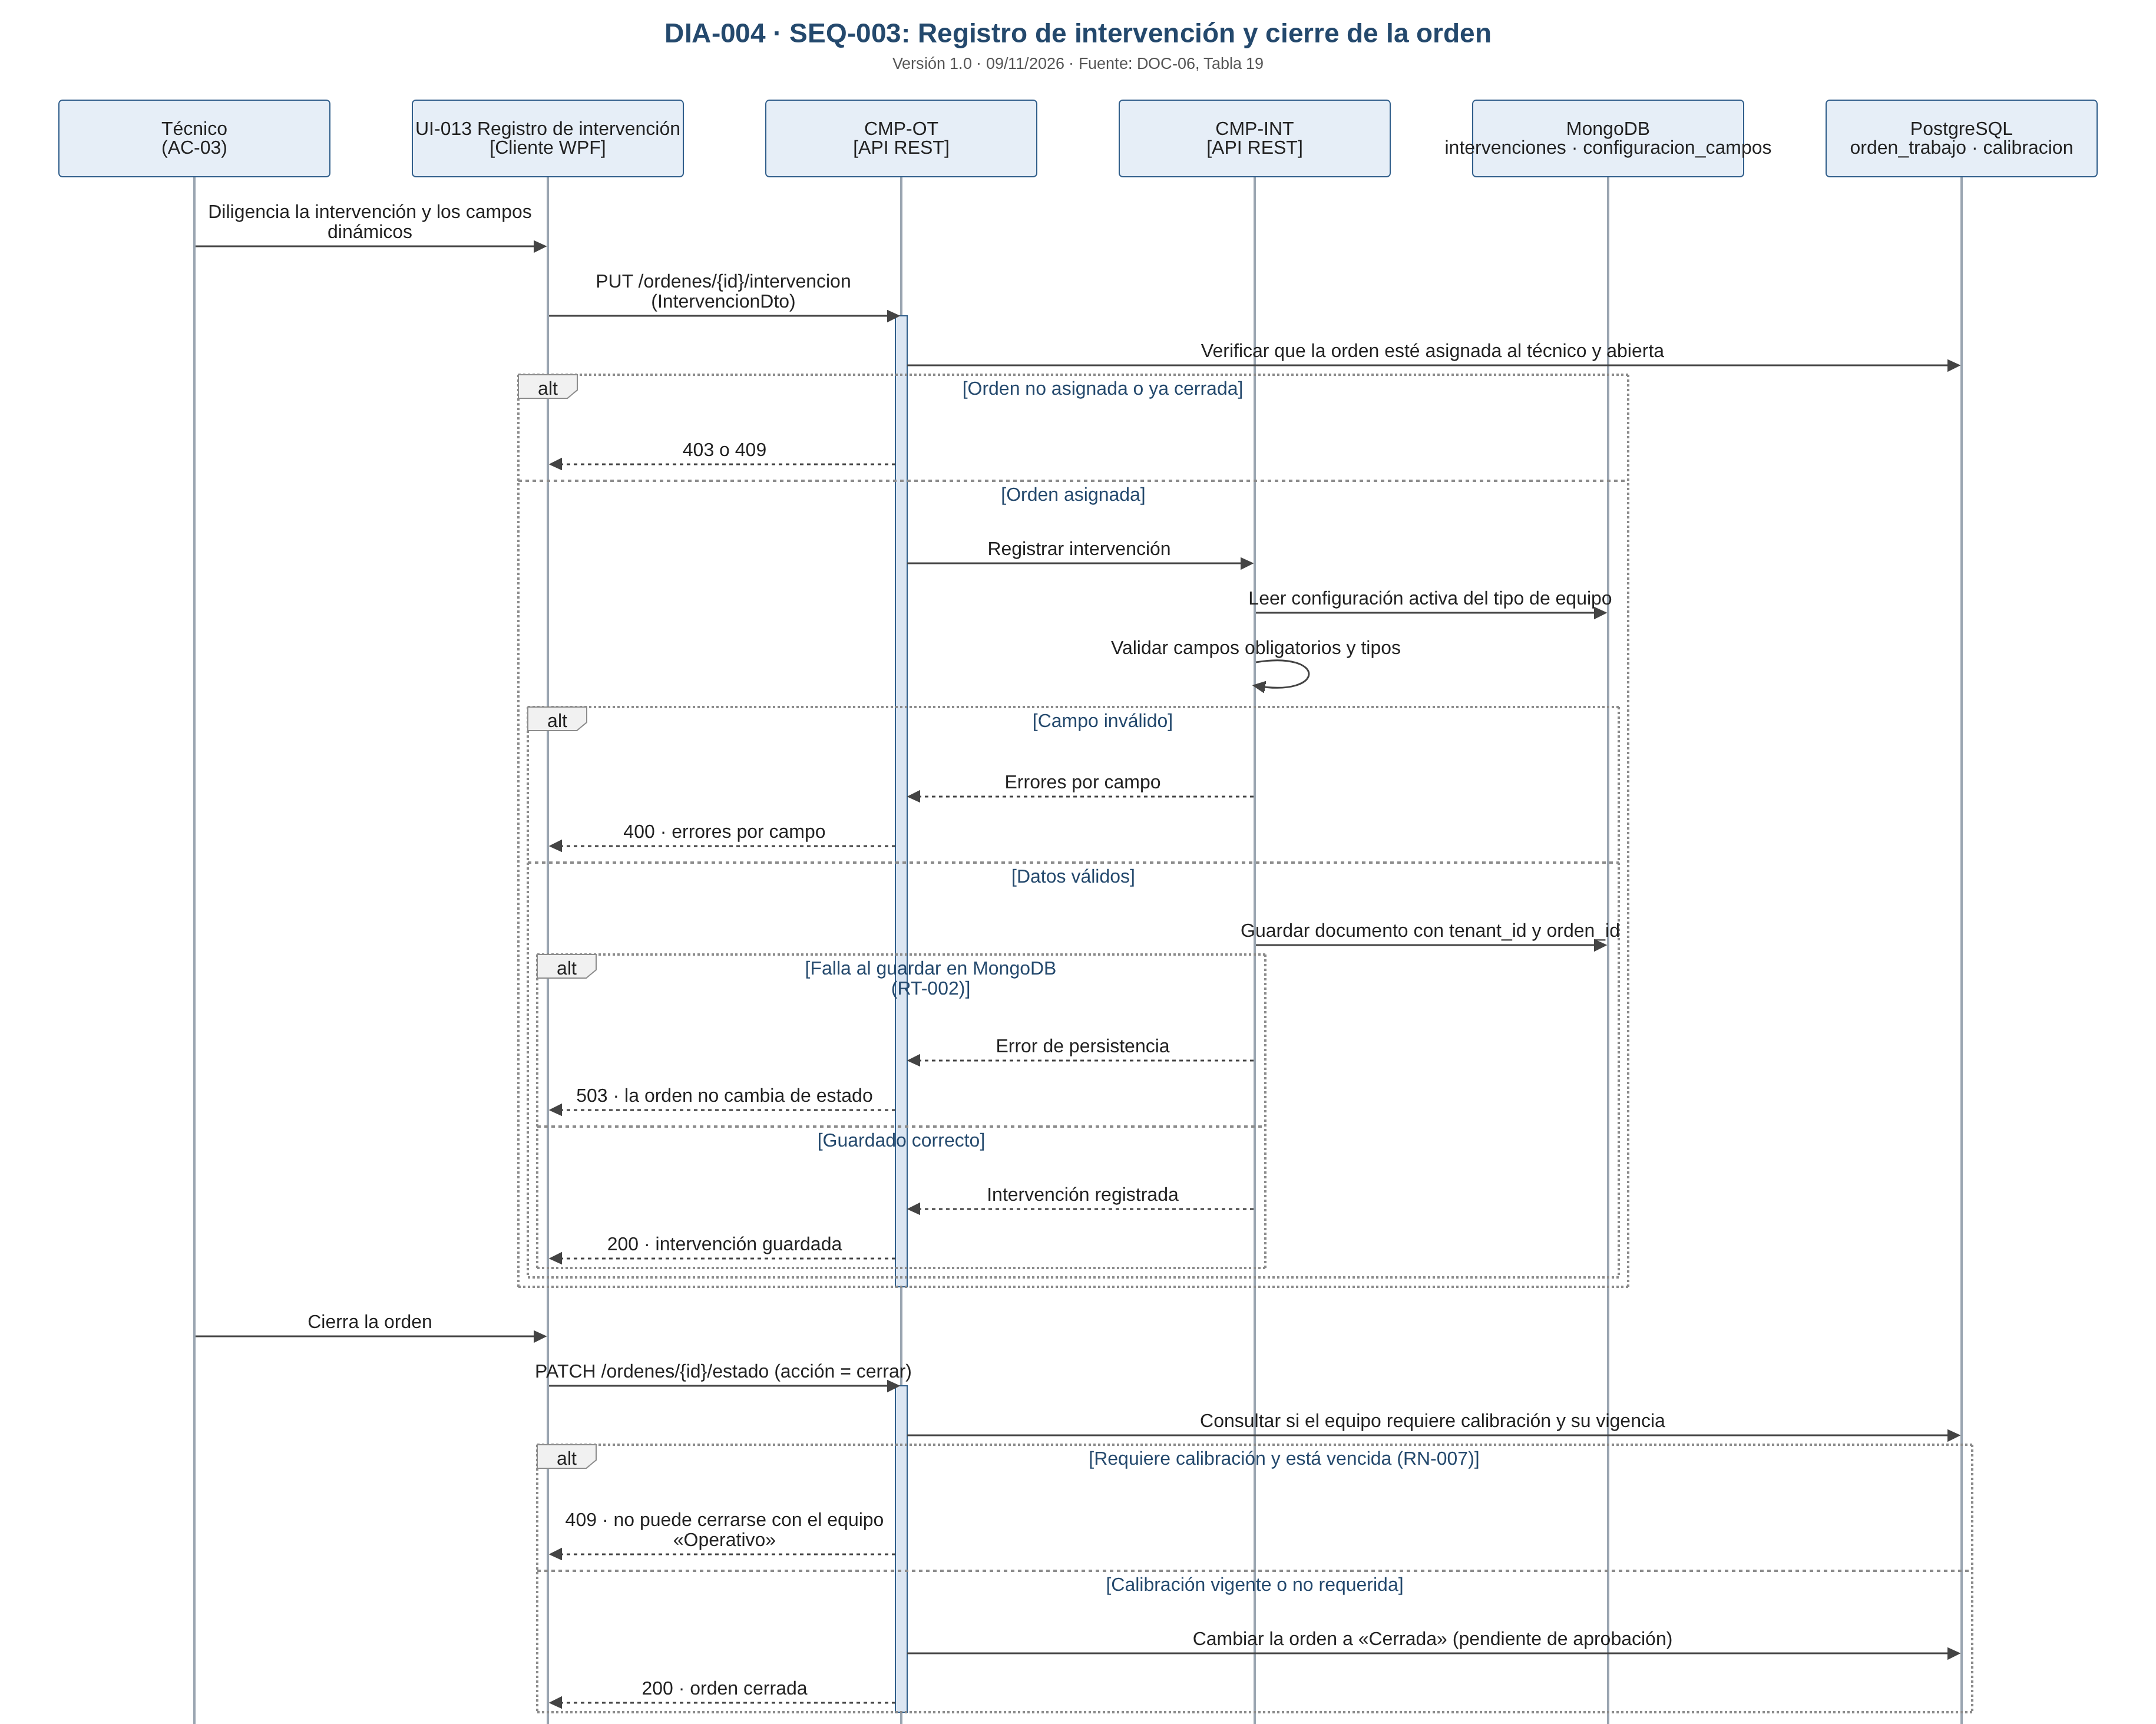 DIA-004 · SEQ-003: Registro de intervención y cierre de la orden
Versión 1.0 · 09/11/2026 · Fuente: DOC-06, Tabla 19
Técnico
(AC-03)
UI-013 Registro de intervención
[Cliente WPF]
CMP-OT
[API REST]
CMP-INT
[API REST]
MongoDB
intervenciones · configuracion_campos
PostgreSQL
orden_trabajo · calibracion
Diligencia la intervención y los campos
dinámicos
PUT /ordenes/{id}/intervencion
(IntervencionDto)
Verificar que la orden esté asignada al técnico y abierta
alt
[Orden no asignada o ya cerrada]
403 o 409
[Orden asignada]
Registrar intervención
Leer configuración activa del tipo de equipo
Validar campos obligatorios y tipos
alt
[Campo inválido]
Errores por campo
400 · errores por campo
[Datos válidos]
Guardar documento con tenant_id y orden_id
alt
[Falla al guardar en MongoDB
(RT-002)]
Error de persistencia
503 · la orden no cambia de estado
[Guardado correcto]
Intervención registrada
200 · intervención guardada
Cierra la orden
PATCH /ordenes/{id}/estado (acción = cerrar)
Consultar si el equipo requiere calibración y su vigencia
alt
[Requiere calibración y está vencida (RN-007)]
409 · no puede cerrarse con el equipo
«Operativo»
[Calibración vigente o no requerida]
Cambiar la orden a «Cerrada» (pendiente de aprobación)
200 · orden cerrada